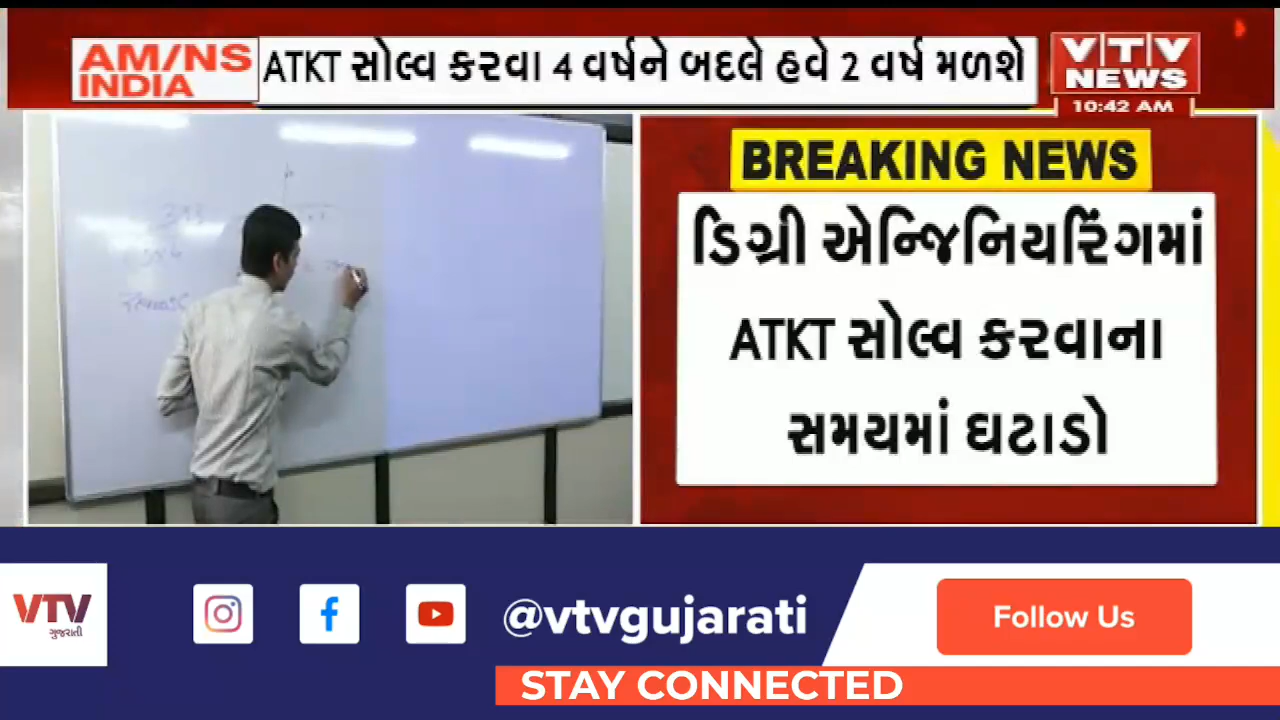 AM/NS
INDIA
ATKT સોલ્વ કરવા 4 વર્ષને બદલે હવે 2 વર્ષ મળશે
VTV
NEWS
10:42 AM
BREAKING NEWS
ડિગ્રી એન્જિનિયરિંગમાં
ATKT સોલ્વ કરવાના
સમયમાં ઘટાડો
VTV
ગુજરાતી
@vtvgujarati
Follow Us
STAY CONNECTED